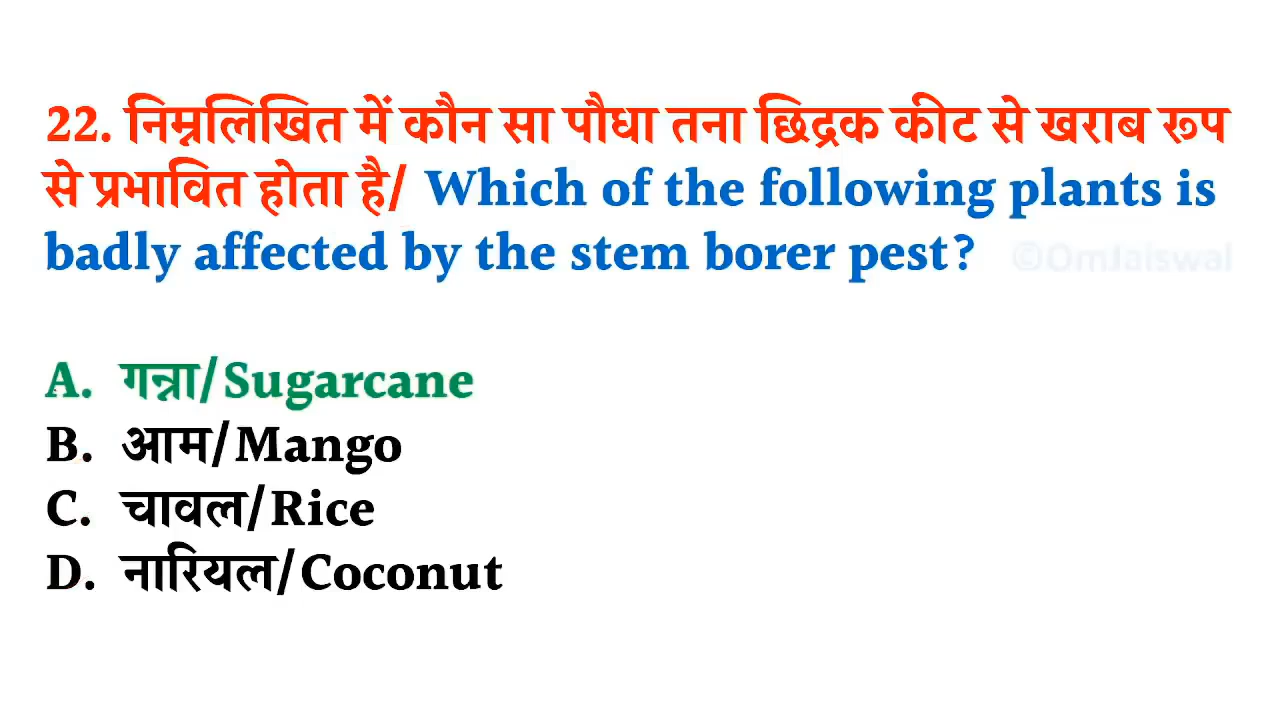 22. निम्नलिखित में कौन सा पौधा तना छिद्रक कीट से खराब रूप
से प्रभावित होता है/ Which of the following plants is
badly affected by the stem borer pest? ©OmJaiswal
A. गन्ना/Sugarcane
B. आम/Mango
C. चावल/Rice
D. नारियल/Coconut